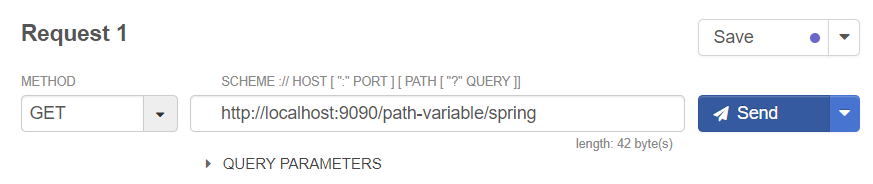 Request 1
Save
METHOD
SCHEME :// HOST [ ":" PORT ] [ PATH [ "?" QUERY ]]
GET
http://localhost:9090/path-variable/spring
Send
length: 42 byte(s)
QUERY PARAMETERS